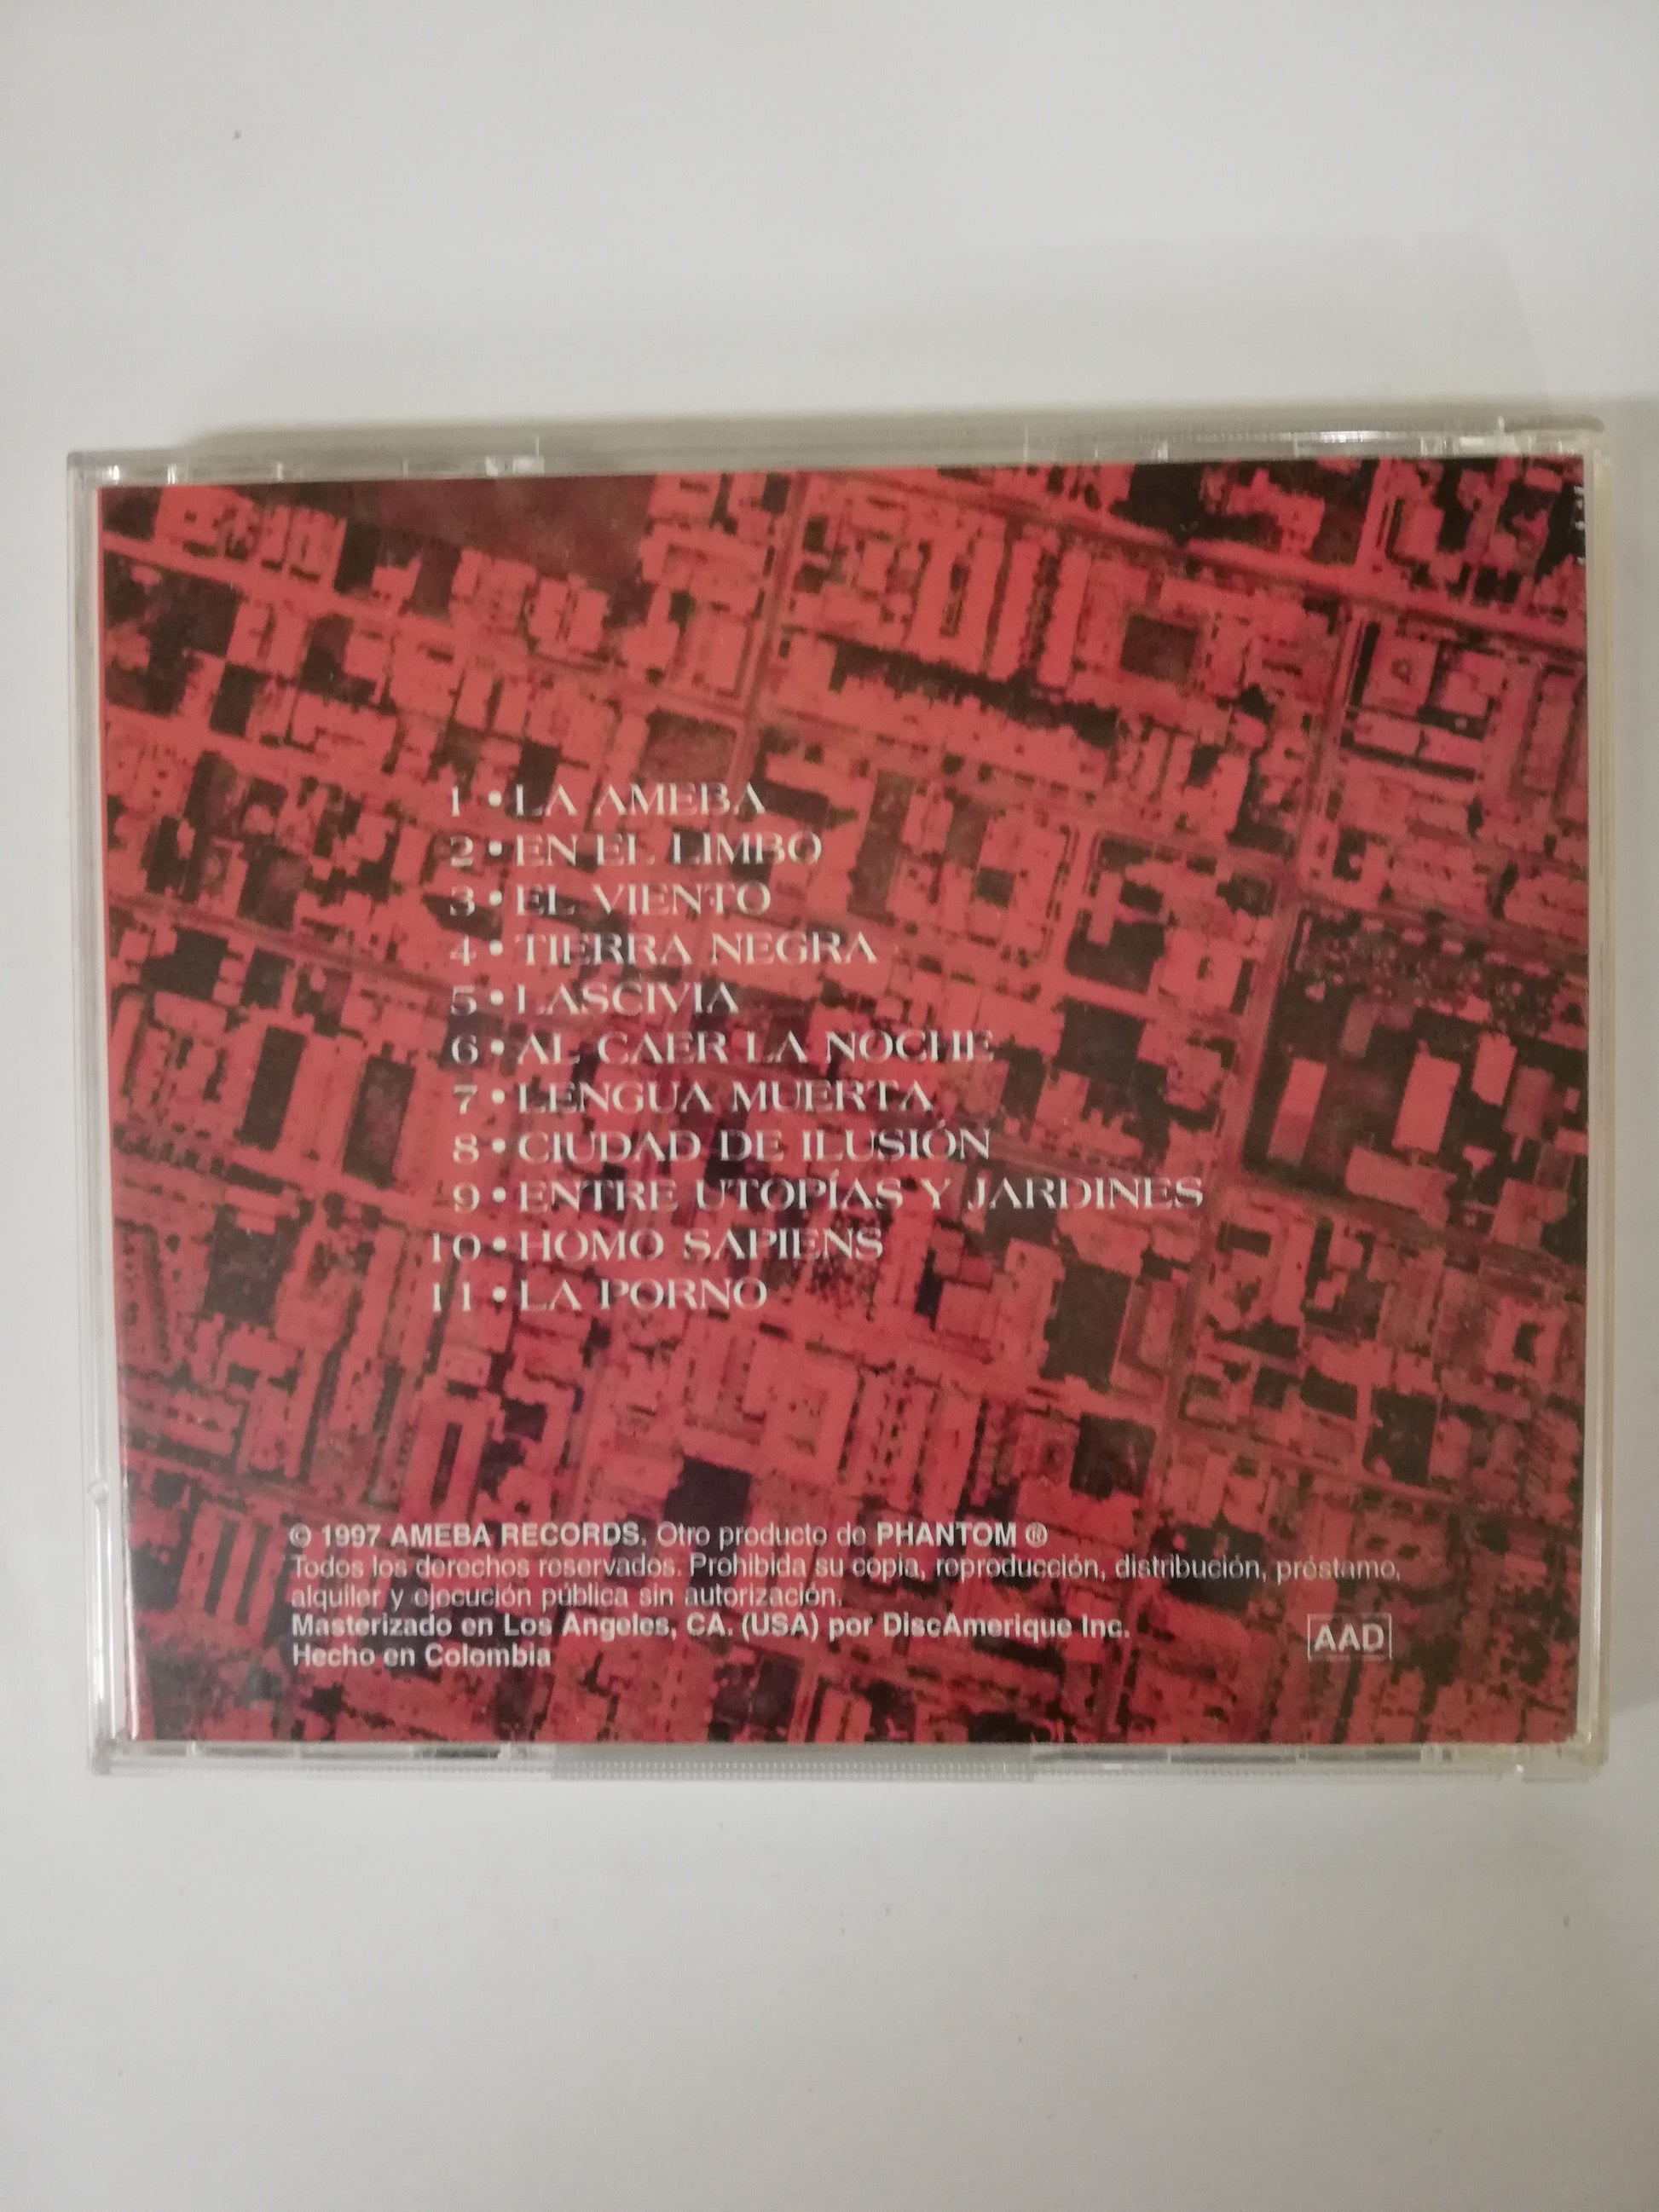 1 • LA AMEBA
2 • EN EL LIMBO
3 • EL VIENTO
4 • TIERRA NEGRA
5 • LASCIVIA
6 • AL CAER LA NOCHE
7 • LENGUA MUERTA
8 • CIUDAD DE ILUSIÓN
9 • ENTRE UTOPÍAS Y JARDINES
10 • HOMO SAPIENS
11 • LA PORNO
© 1997 AMEBA RECORDS. Otro producto de PHANTOM ®
Todos los derechos reservados. Prohibida su copia, reproducción, distribución, préstamo,
alquiler y ejecución pública sin autorización.
Masterizado en Los Angeles, CA. (USA) por DiscAmerique Inc.
Hecho en Colombia
AAD